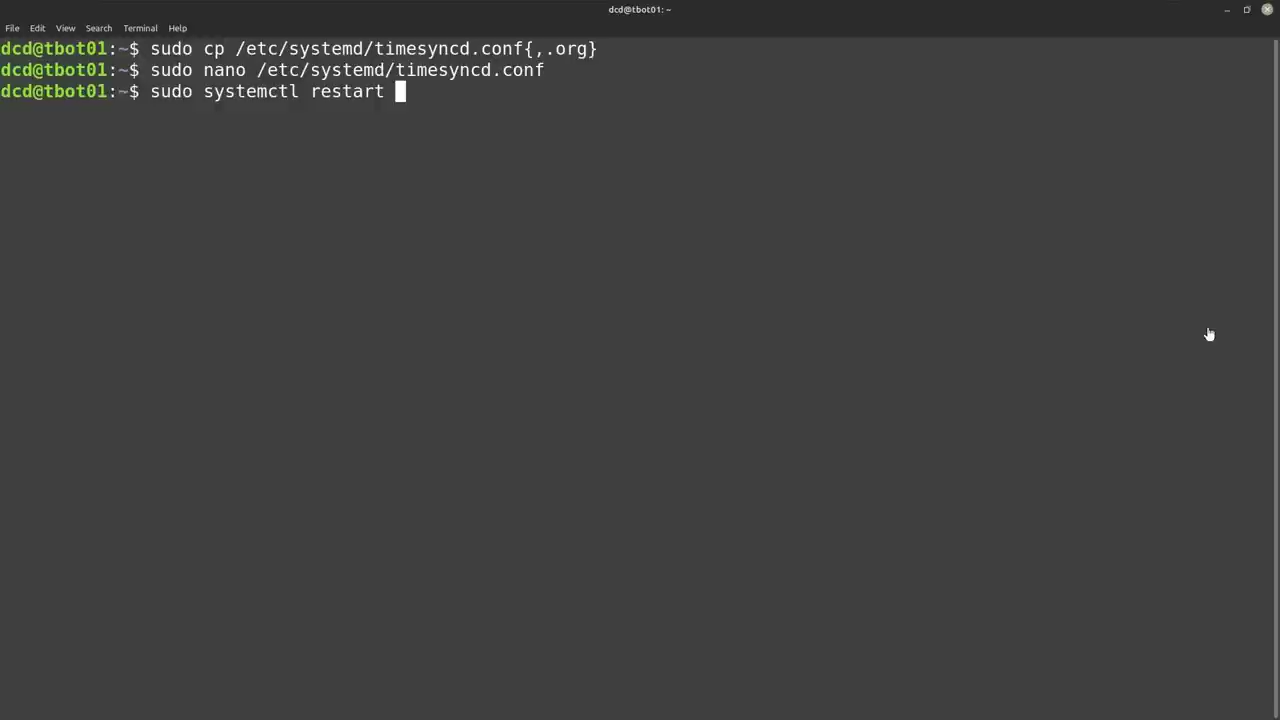 dcd@tbot01: ~
File Edit View Search Terminal Help
dcd@tbot01:~$ sudo cp /etc/systemd/timesyncd.conf{,.org}
dcd@tbot01:~$ sudo nano /etc/systemd/timesyncd.conf
dcd@tbot01:~$ sudo systemctl restart